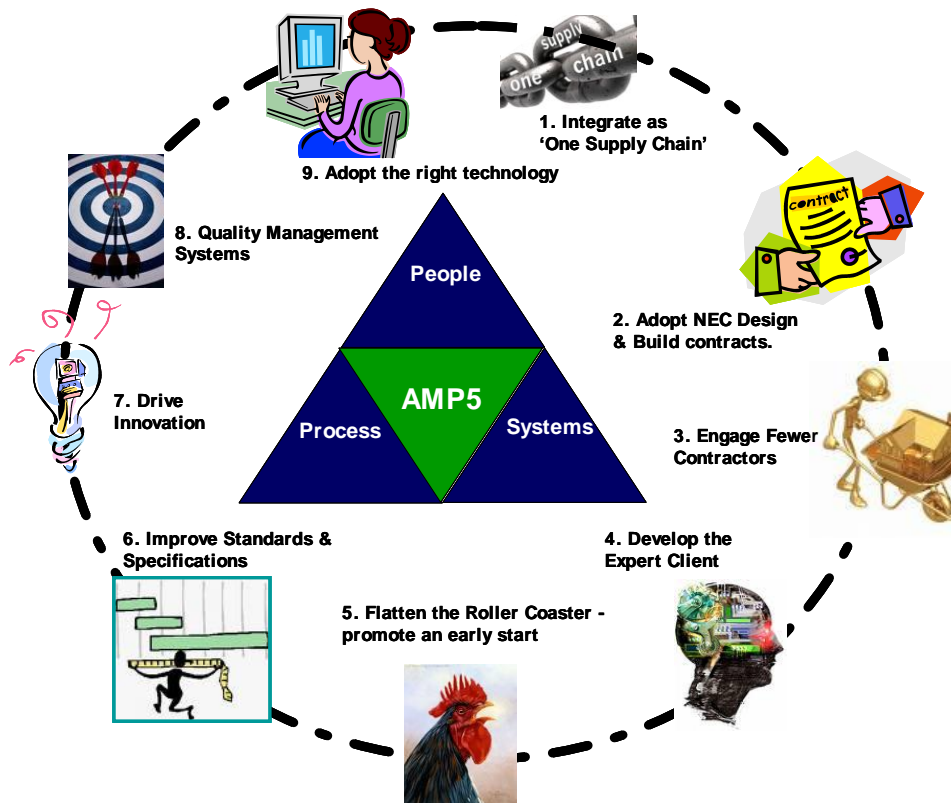 supply
one chain
1. Integrate as
‘One Supply Chain’
contract
2. Adopt NEC Design
& Build contracts.
3. Engage Fewer
Contractors
4. Develop the
Expert Client
5. Flatten the Roller Coaster -
promote an early start
6. Improve Standards &
Specifications
7. Drive
Innovation
8. Quality Management
Systems
9. Adopt the right technology
People
AMP5
Process
Systems